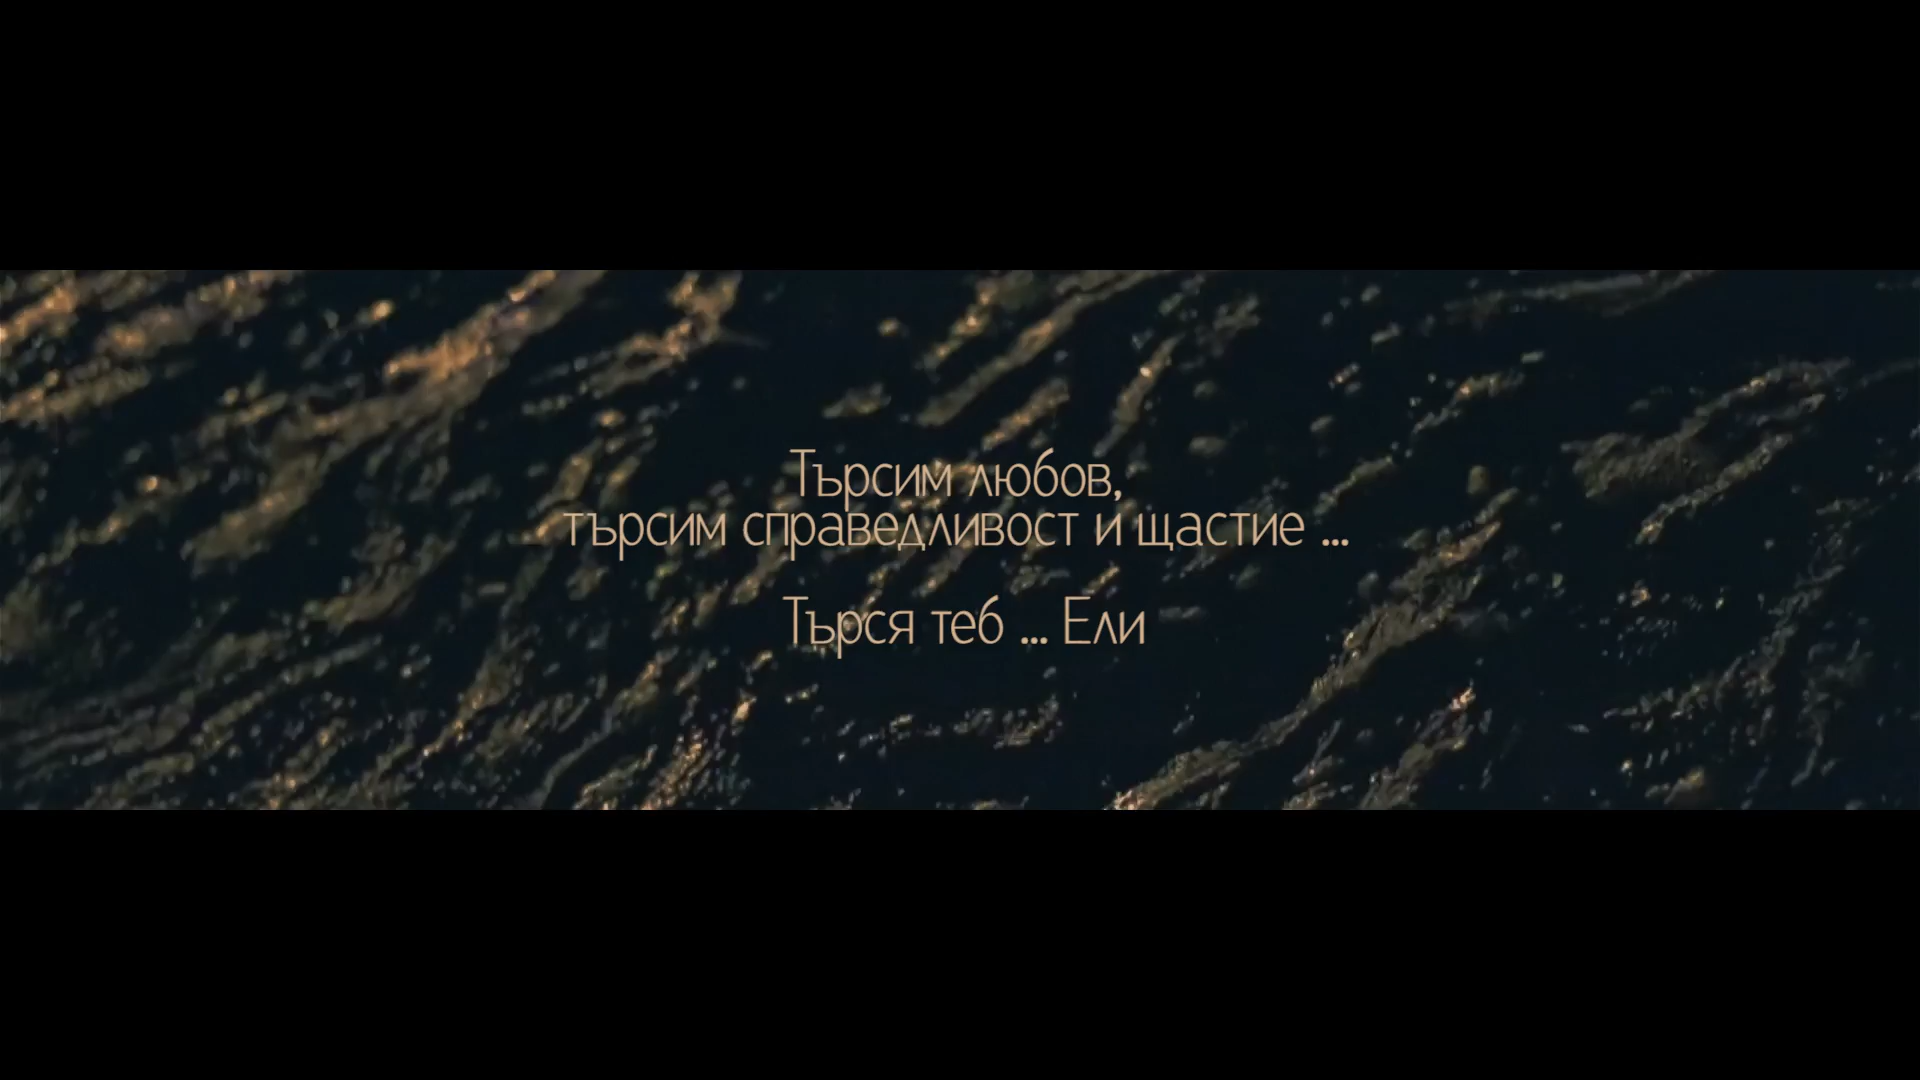 Търсим любов,
търсим справедливост и щастие ...
Търся теб ... Ели